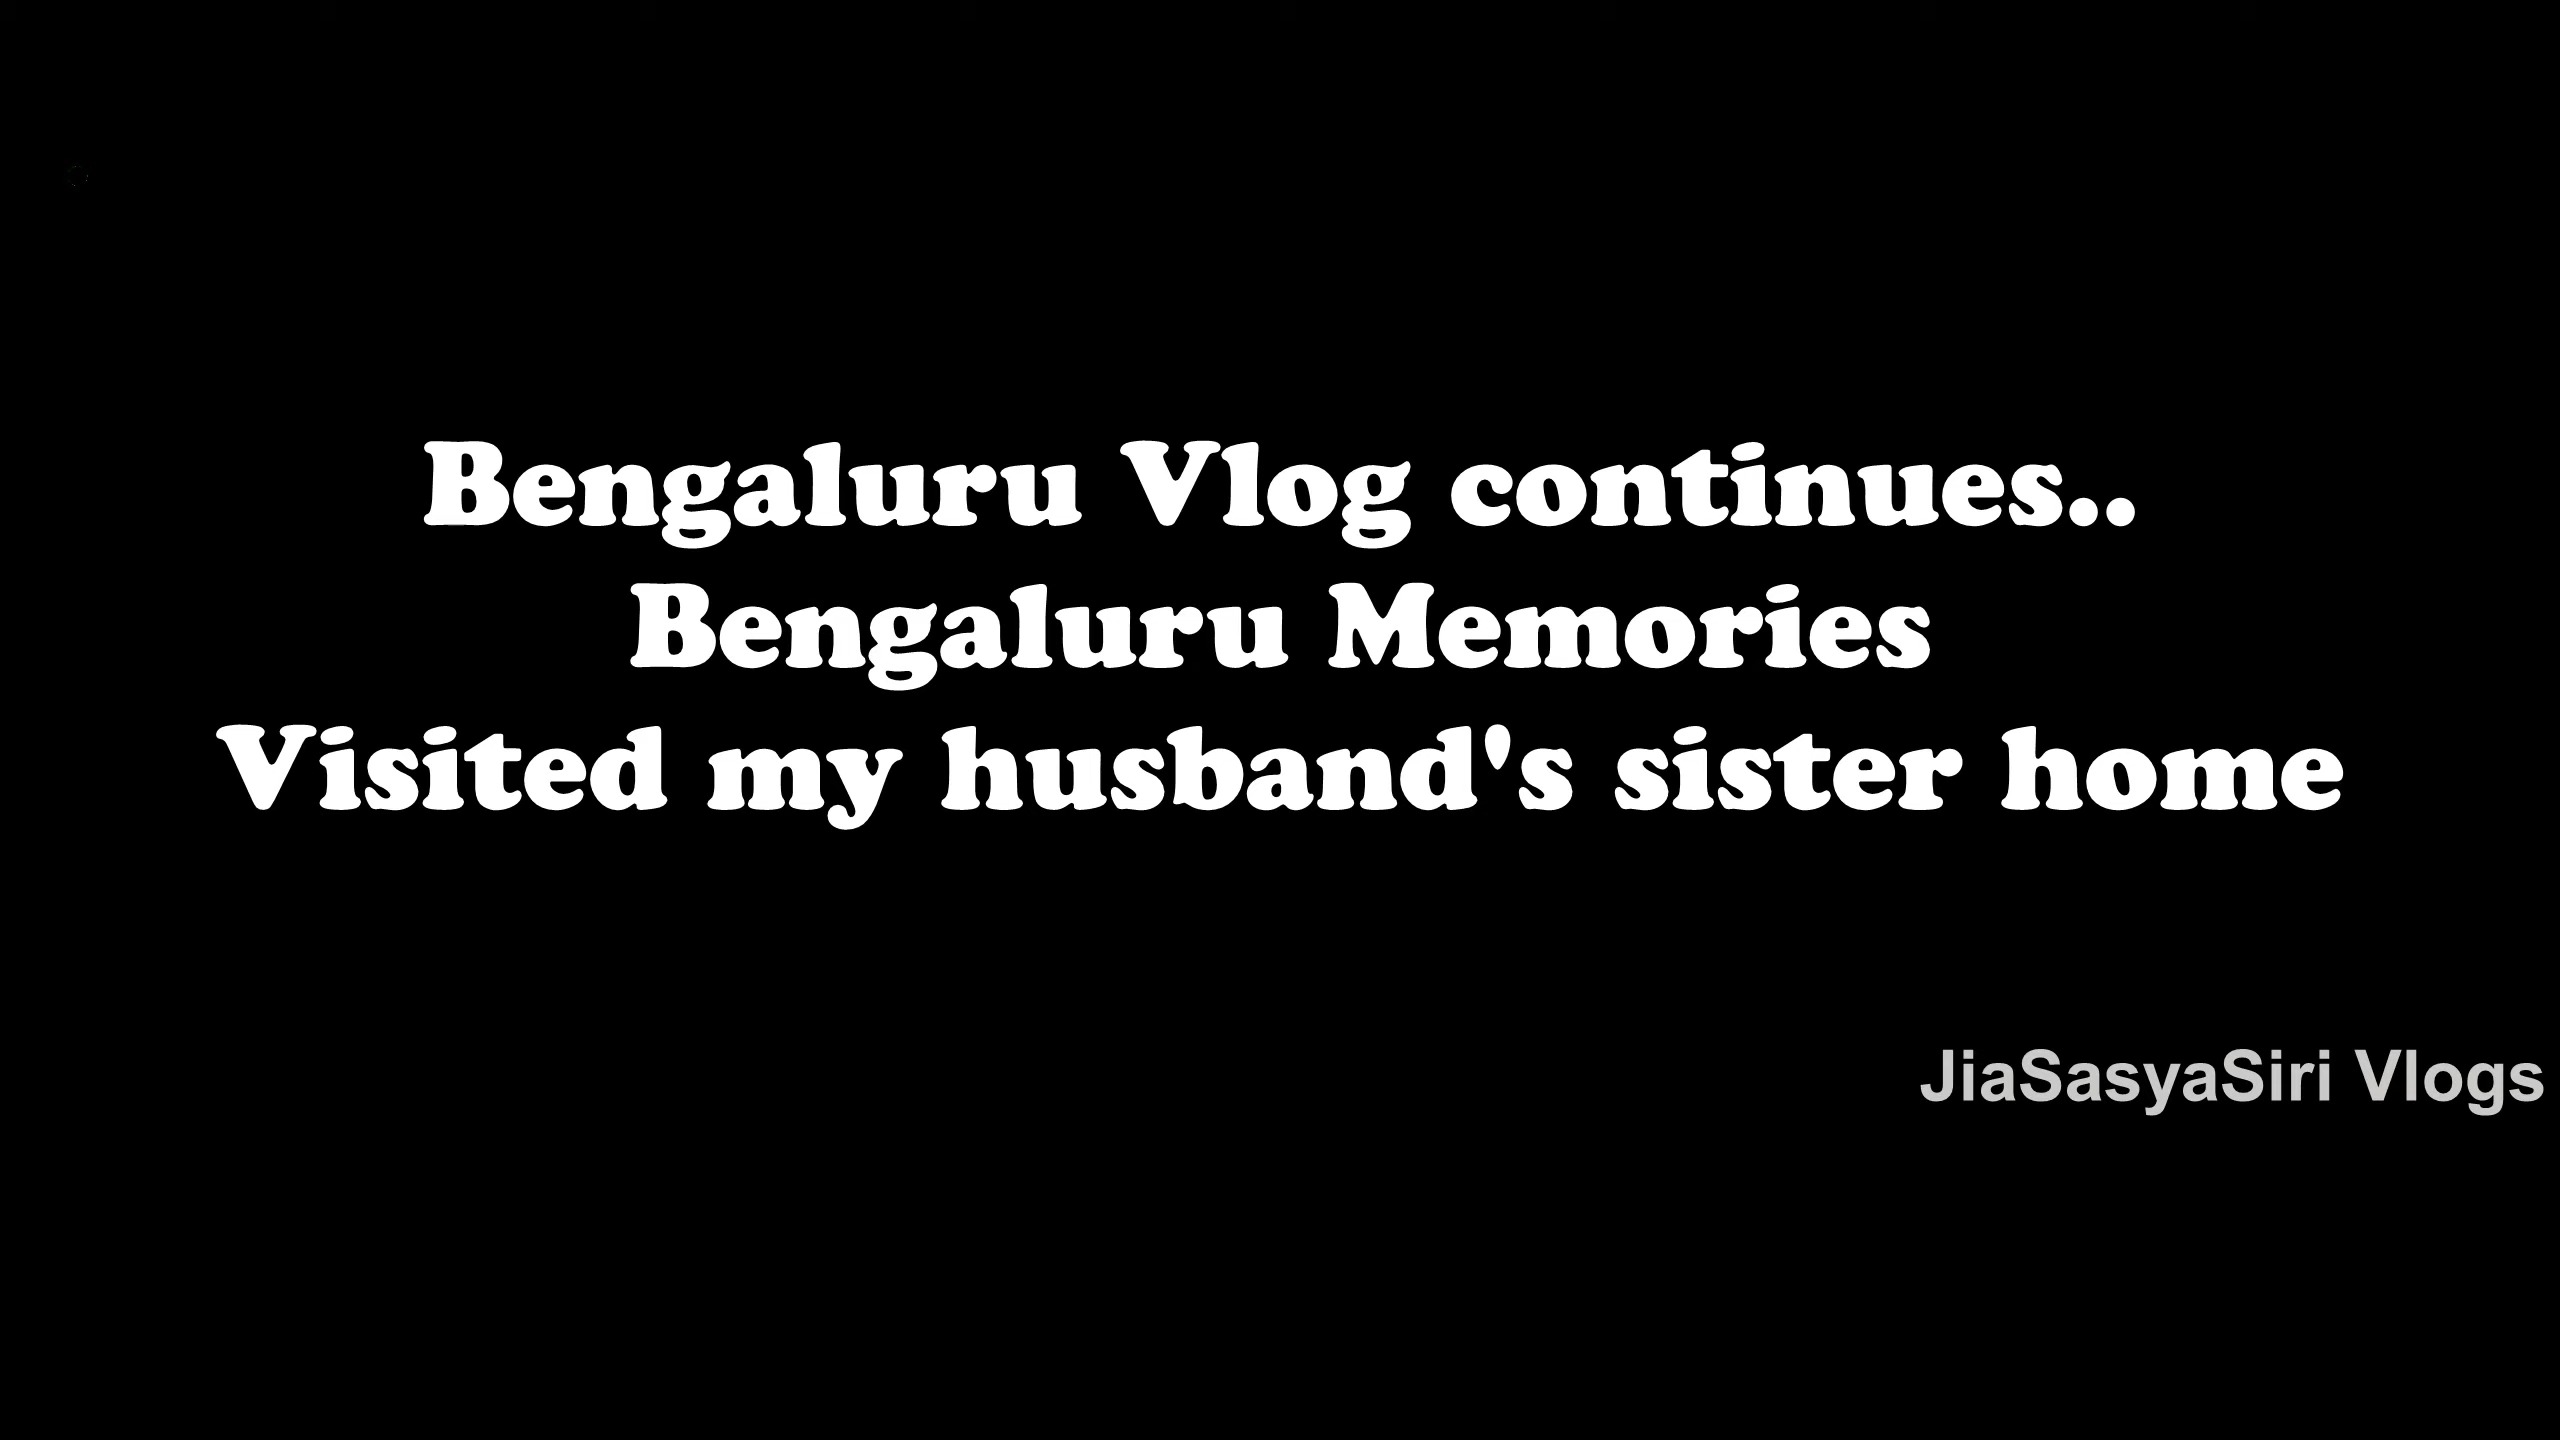 Bengaluru Vlog continues..
Bengaluru Memories
Visited my husband's sister home
JiaSasyaSiri Vlogs